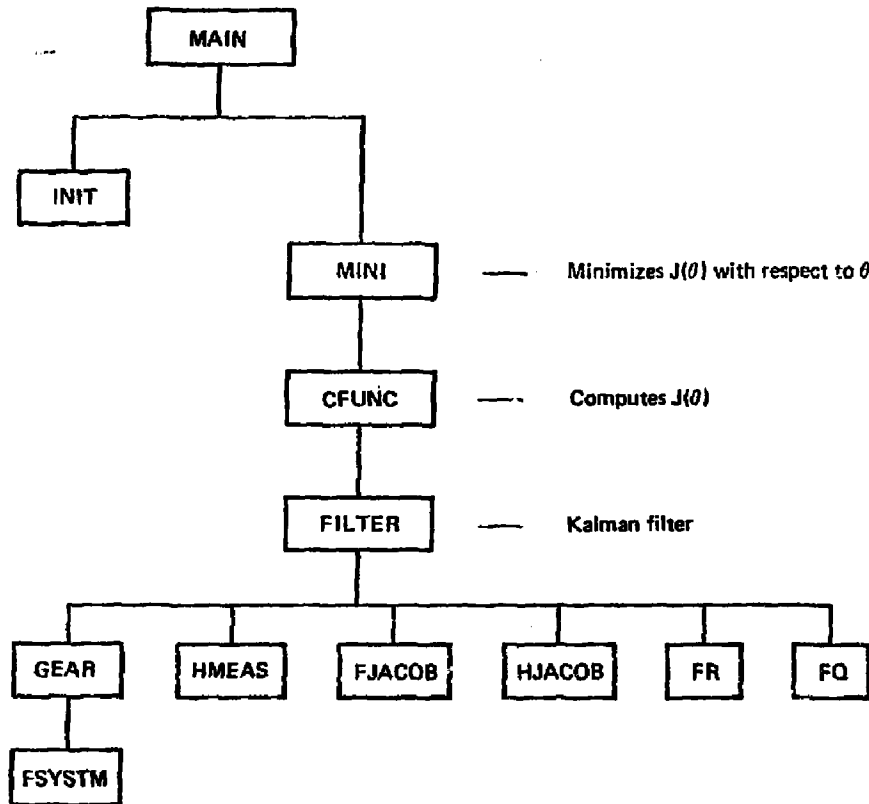 MAIN
INIT
MINI — Minimizes J(θ) with respect to θ
CFUNC — Computes J(θ)
FILTER — Kalman filter
GEAR HMEAS FJACOB HJACOB FR FQ
FSYSTM